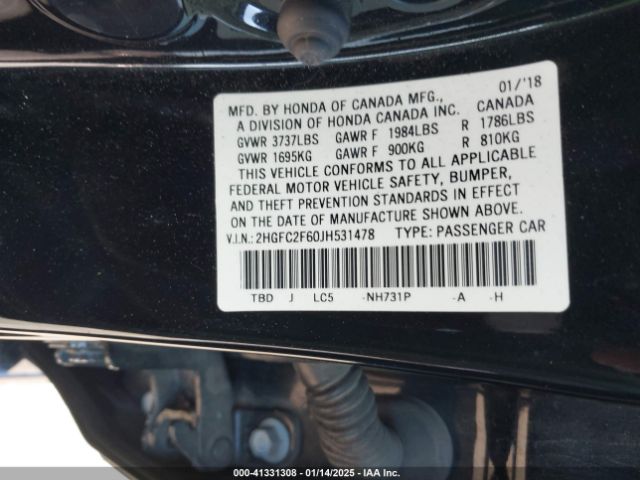 MFD. BY HONDA OF CANADA MFG., 01/'18
A DIVISION OF HONDA CANADA INC. CANADA
GVWR 3737LBS GAWR F 1984LBS R 1786LBS
GVWR 1695KG GAWR F 900KG R 810KG
THIS VEHICLE CONFORMS TO ALL APPLICABLE
FEDERAL MOTOR VEHICLE SAFETY, BUMPER,
AND THEFT PREVENTION STANDARDS IN EFFECT
ON THE DATE OF MANUFACTURE SHOWN ABOVE.
V.I.N.: 2HGFC2F60JH531478 TYPE: PASSENGER CAR
TBD J LC5 -NH731P -A -H
000-41331308 - 01/14/2025 - IAA Inc.